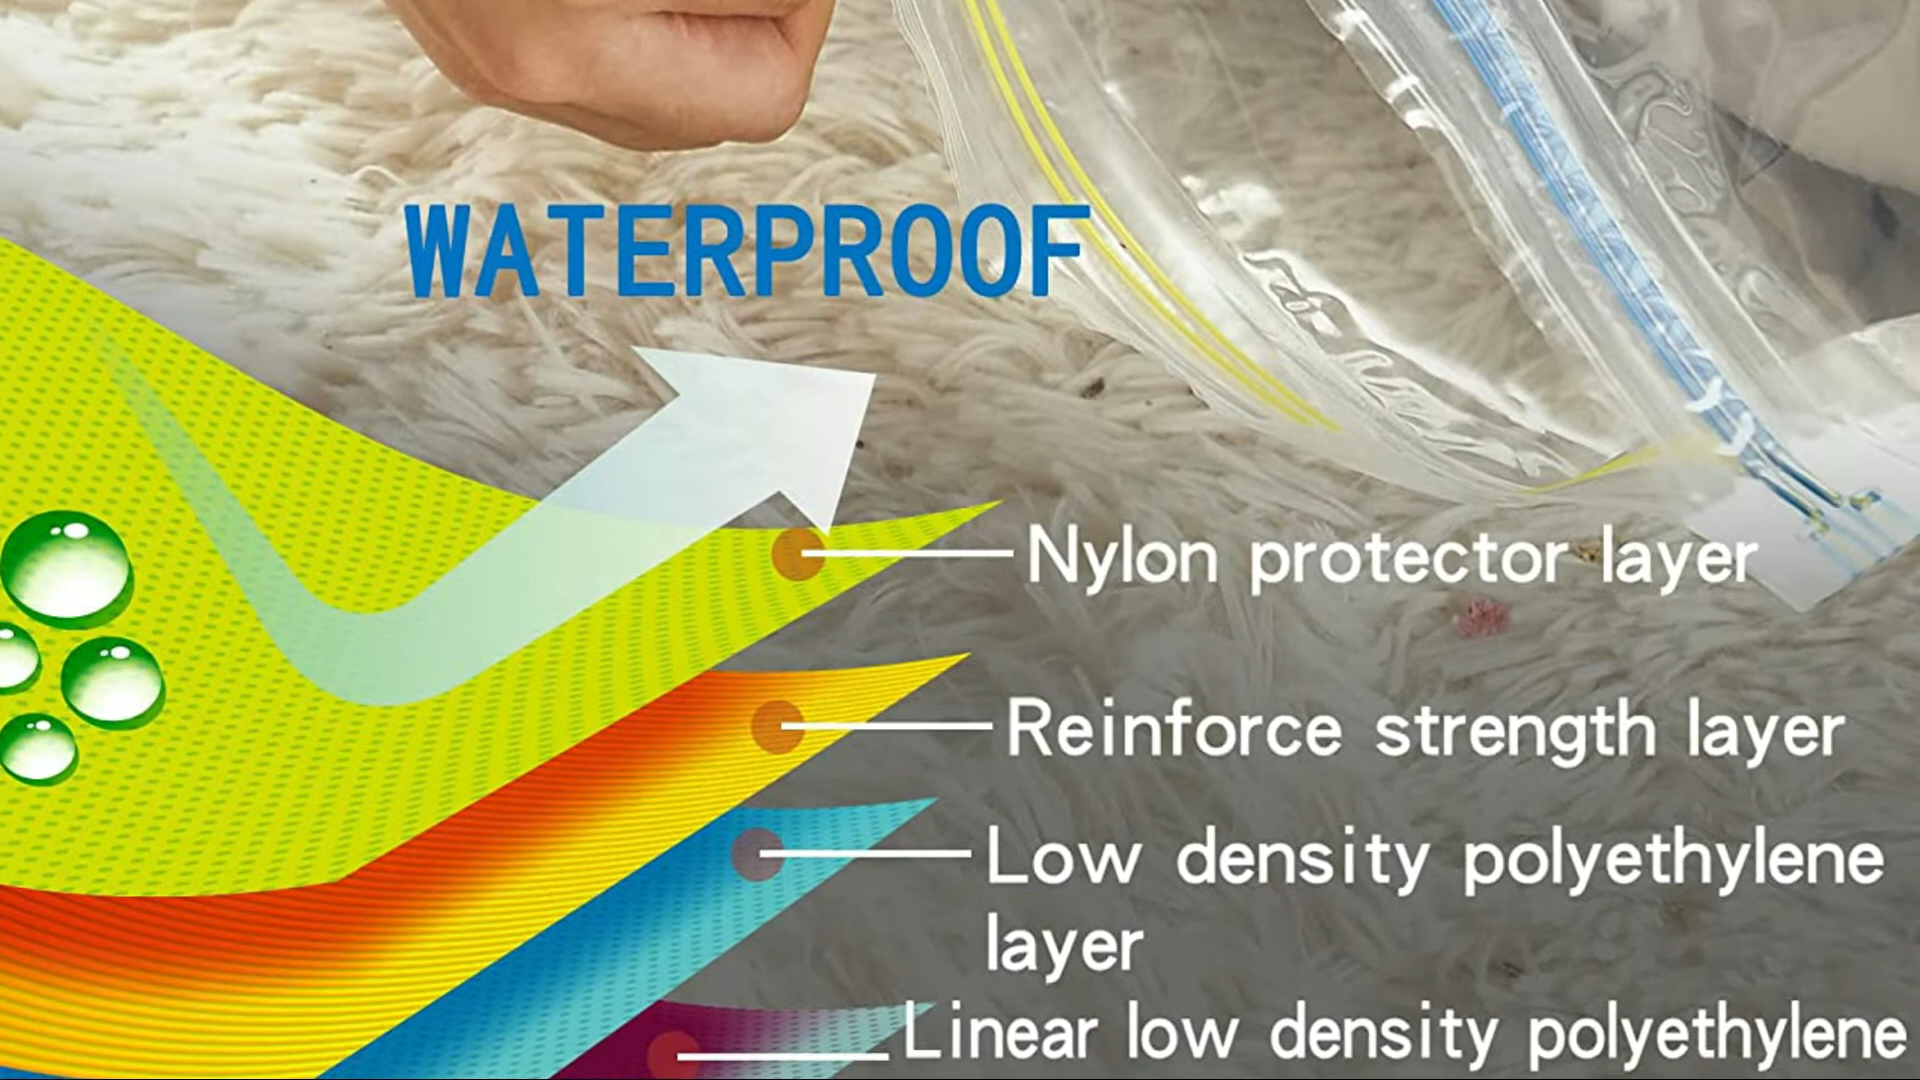 WATERPROOF
Nylon protector layer
Reinforce strength layer
Low density polyethylene
layer
Linear low density polyethylene